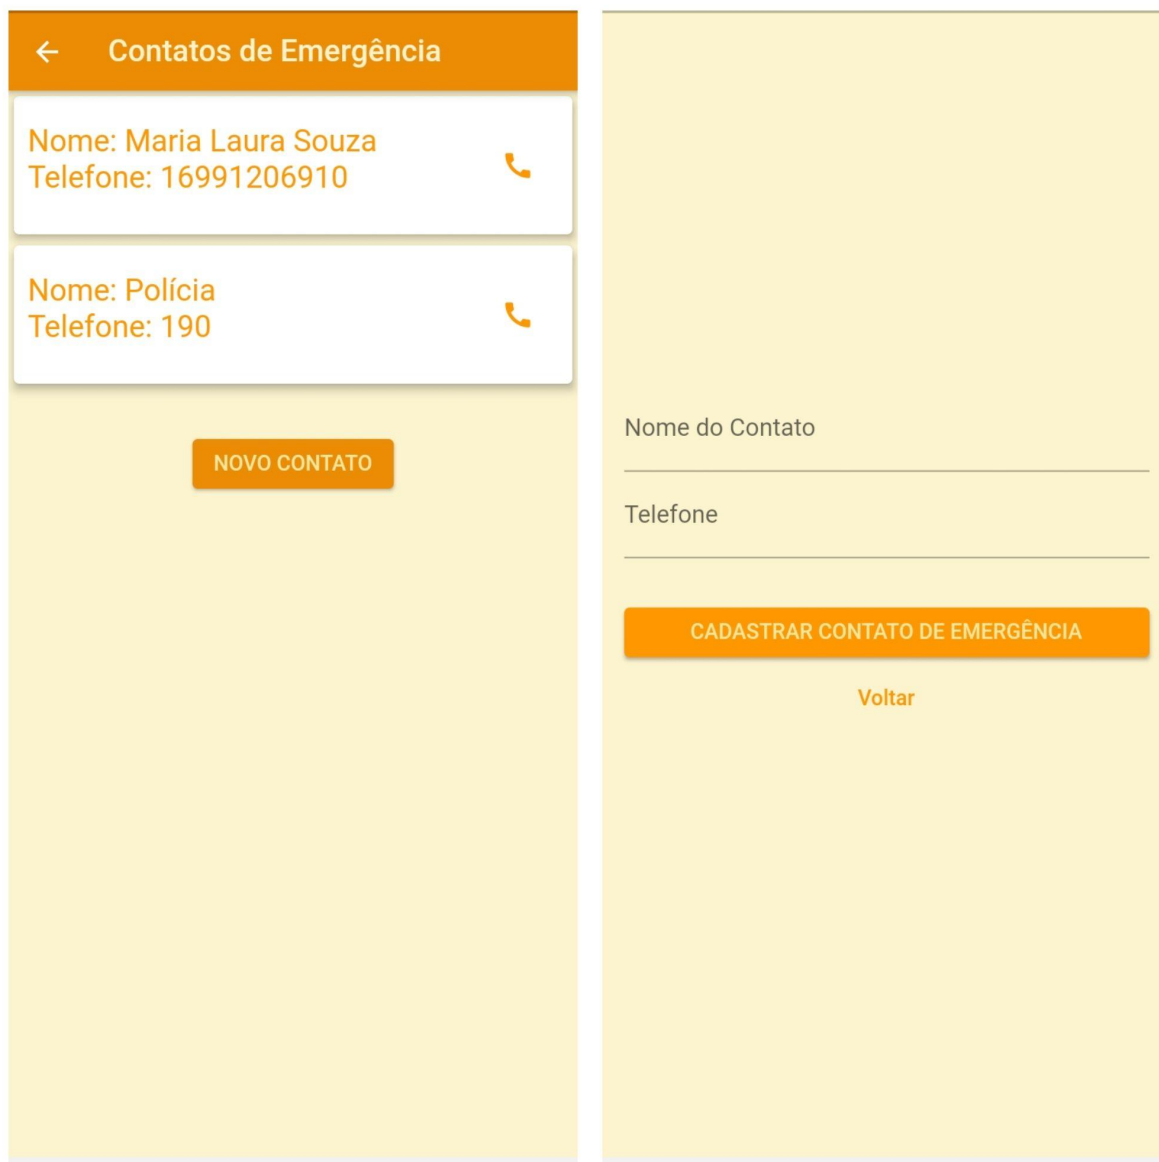 Contatos de Emergência
Nome: Maria Laura Souza
Telefone: 16991206910
Nome: Polícia
Telefone: 190
NOVO CONTATO
Nome do Contato
Telefone
CADASTRAR CONTATO DE EMERGÊNCIA
Voltar